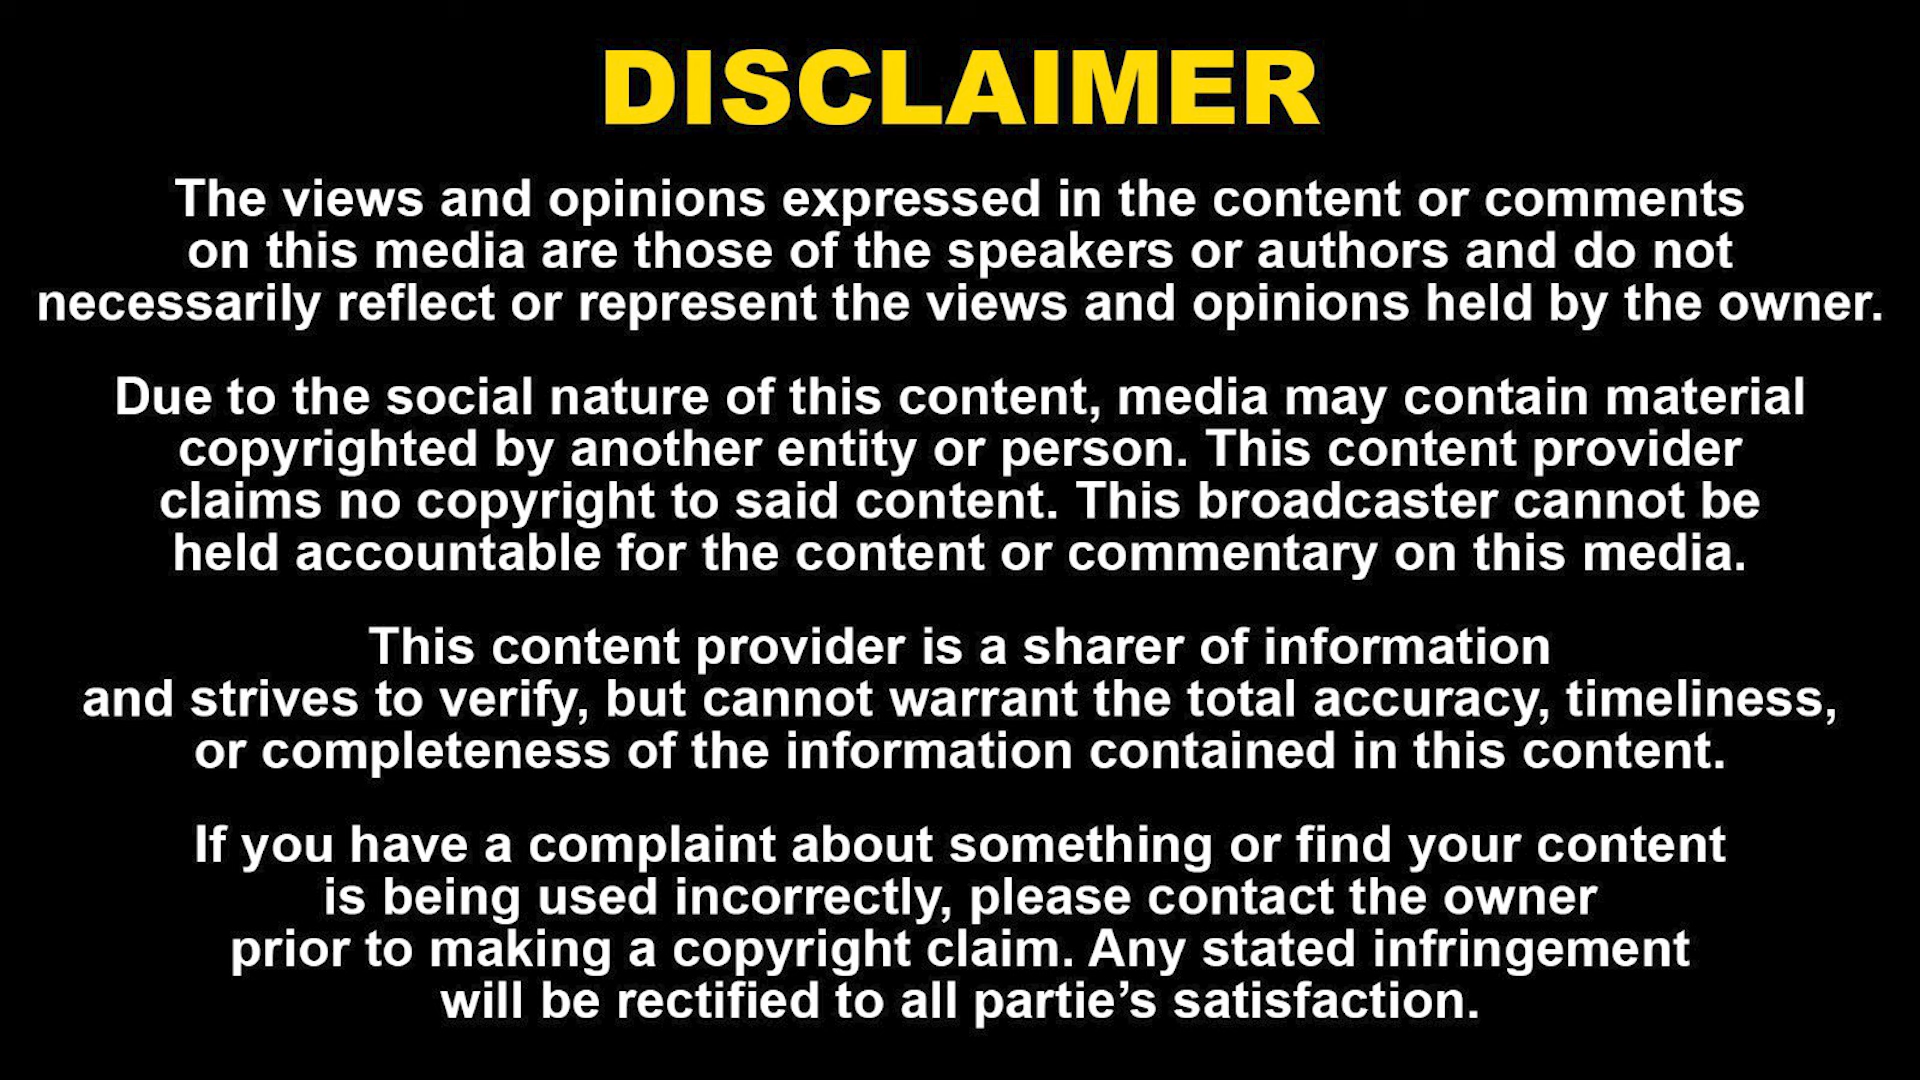 DISCLAIMER
The views and opinions expressed in the content or comments
on this media are those of the speakers or authors and do not
necessarily reflect or represent the views and opinions held by the owner.
Due to the social nature of this content, media may contain material
copyrighted by another entity or person. This content provider
claims no copyright to said content. This broadcaster cannot be
held accountable for the content or commentary on this media.
This content provider is a sharer of information
and strives to verify, but cannot warrant the total accuracy, timeliness,
or completeness of the information contained in this content.
If you have a complaint about something or find your content
is being used incorrectly, please contact the owner
prior to making a copyright claim. Any stated infringement
will be rectified to all partie’s satisfaction.